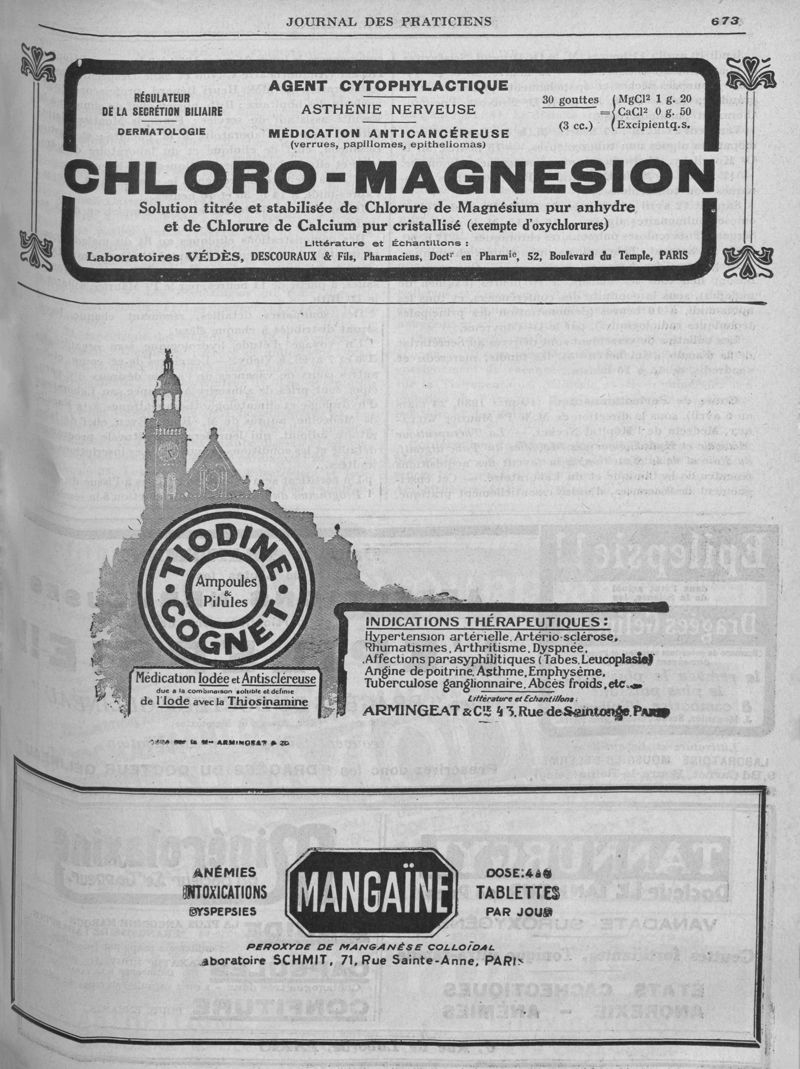 JOURNAL DES PRATICIENS 673
RÉGULATEUR
DE LA SECRÉTION BILIAIRE
DERMATOLOGIE
AGENT CYTOPHYLACTIQUE
ASTHÉNIE NERVEUSE
MÉDICATION ANTICANCÉREUSE
(verrues, papillomes, epitheliomas)
30 gouttes
(3 cc.)
=
MgCl² 1 g. 20
CaCl² 0 g. 50
Excipient q.s.
CHLORO-MAGNESION
Solution titrée et stabilisée de Chlorure de Magnésium pur anhydre
et de Chlorure de Calcium pur cristallisé (exempte d'oxychlorures)
Littérature et Échantillons :
Laboratoires VÉDÈS, DESCOURAUX & Fils, Pharmaciens, Doctr en Pharmie, 52, Boulevard du Temple, PARIS
TIODINE
COGNET
Ampoules
&
Pilules
Médication Iodée et Antiscléreuse
due à la combinaison soluble et définie
de l'Iode avec la Thiosinamine
INDICATIONS THÉRAPEUTIQUES :
Hypertension artérielle, Artério-sclérose,
Rhumatismes, Arthritisme, Dyspnée,
Affections parasyphilitiques (Tabes, Leucoplasie)
Angine de poitrine, Asthme, Emphysème,
Tuberculose ganglionnaire, Abcès froids, etc.
Littérature et Echantillons :
ARMINGEAT & Cie 43, Rue de Saintonge, PARIS
ANÉMIES
INTOXICATIONS
DYSPEPSIES
MANGAÏNE
DOSE: 4 à
TABLETTES
PAR JOUR
PEROXYDE DE MANGANÈSE COLLOÏDAL
Laboratoire SCHMIT, 71, Rue Sainte-Anne, PARIS